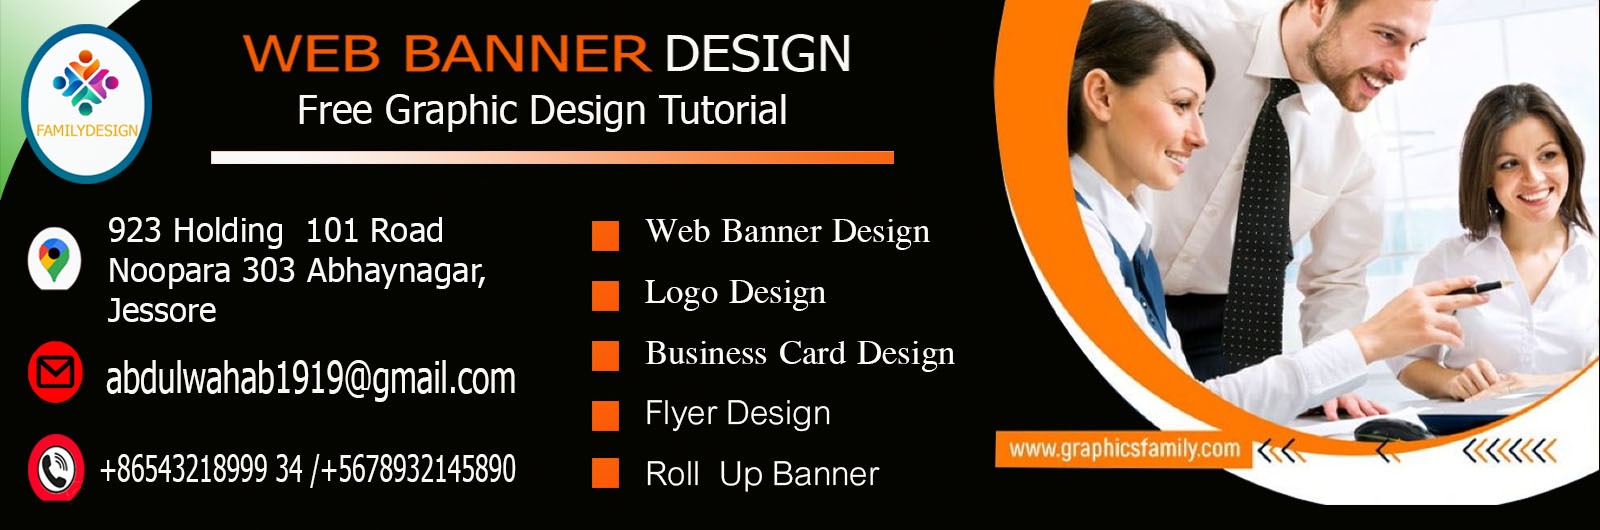 WEB BANNER DESIGN
Free Graphic Design Tutorial
FAMILYDESIGN
923 Holding  101 Road
Noopara 303 Abhaynagar,
Jessore
abdulwahab1919@gmail.com
+86543218999 34 /+5678932145890
Web Banner Design
Logo Design
Business Card Design
Flyer Design
Roll  Up Banner
www.graphicsfamily.com